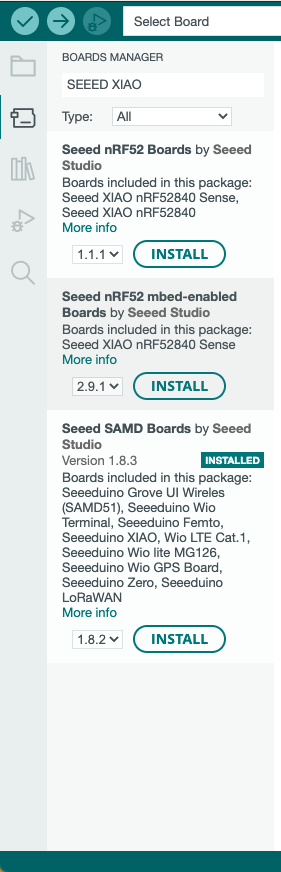 Select Board
BOARDS MANAGER
SEEED XIAO
Type:
All
Seeed nRF52 Boards by Seeed
Studio
Boards included in this package:
Seeed XIAO nRF52840 Sense,
Seeed XIAO nRF52840
More info
1.1.1
INSTALL
Seeed nRF52 mbed-enabled
Boards by Seeed Studio
Boards included in this package:
Seeed XIAO nRF52840 Sense
More info
2.9.1
INSTALL
Seeed SAMD Boards by Seeed
Studio
Version 1.8.3
INSTALLED
Boards included in this package:
Seeeduino Grove UI Wireles
(SAMD51), Seeeduino Wio
Terminal, Seeeduino Femto,
Seeeduino XIAO, Wio LTE Cat.1,
Seeeduino Wio lite MG126,
Seeeduino Wio GPS Board,
Seeeduino Zero, Seeeduino
LoRaWAN
More info
1.8.2
INSTALL